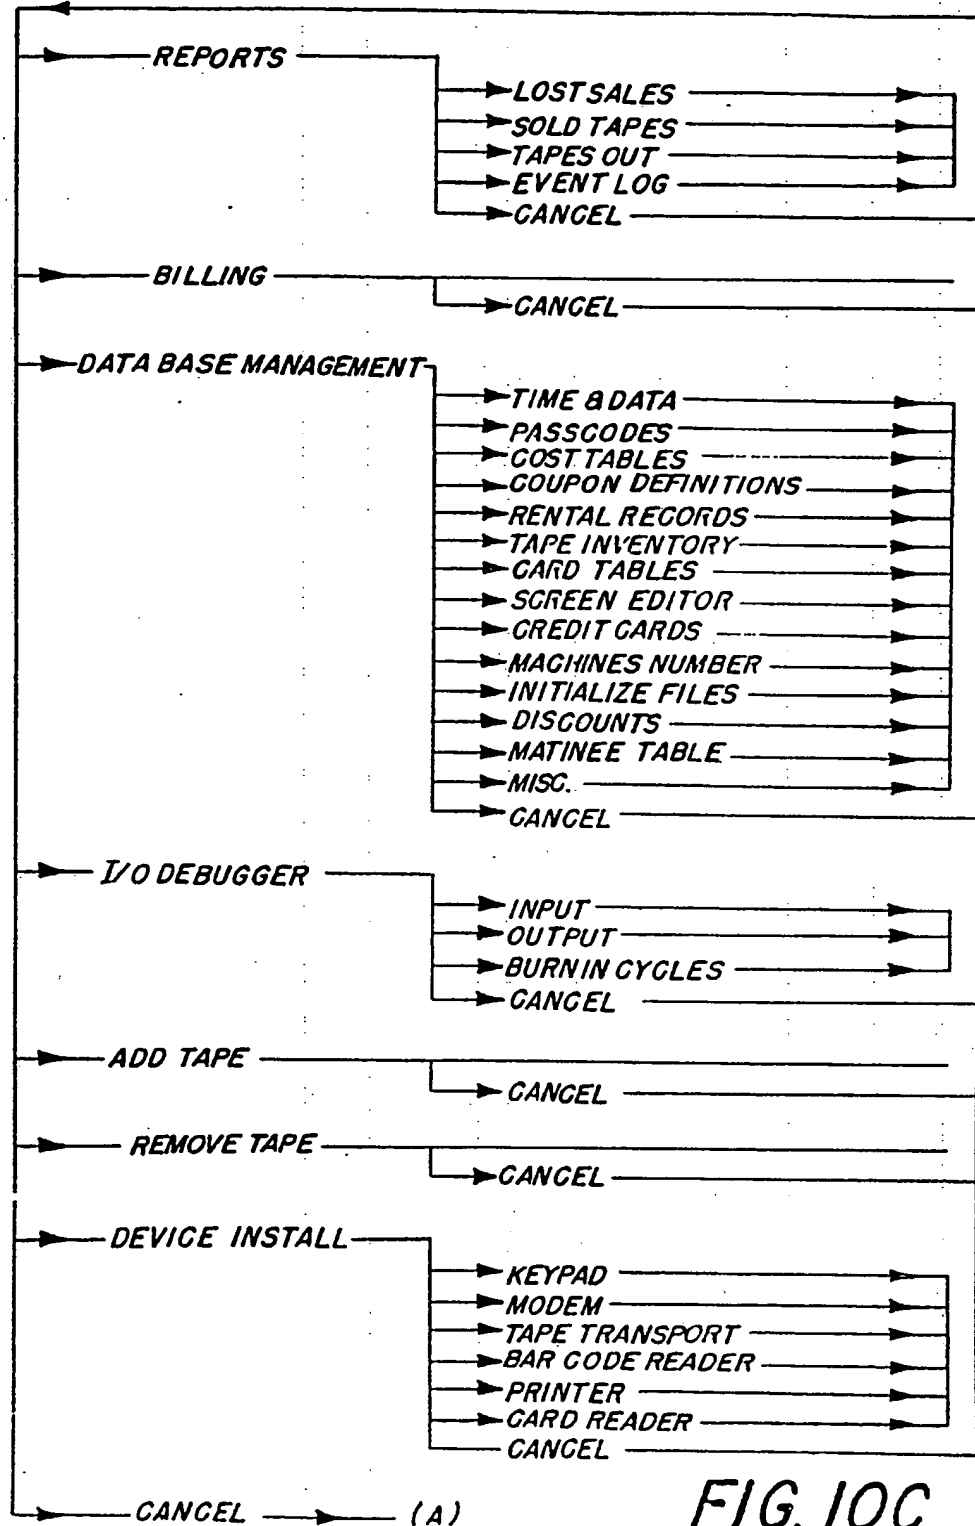 REPORTS
LOST SALES
SOLD TAPES
TAPES OUT
EVENT LOG
CANCEL
BILLING
CANCEL
DATA BASE MANAGEMENT
TIME & DATA
PASSCODES
COST TABLES
COUPON DEFINITIONS
RENTAL RECORDS
TAPE INVENTORY
CARD TABLES
SCREEN EDITOR
CREDIT CARDS
MACHINES NUMBER
INITIALIZE FILES
DISCOUNTS
MATINEE TABLE
MISC.
CANCEL
I/O DEBUGGER
INPUT
OUTPUT
BURN IN CYCLES
CANCEL
ADD TAPE
CANCEL
REMOVE TAPE
CANCEL
DEVICE INSTALL
KEYPAD
MODEM
TAPE TRANSPORT
BAR CODE READER
PRINTER
CARD READER
CANCEL
CANCEL (A)
FIG. 10C